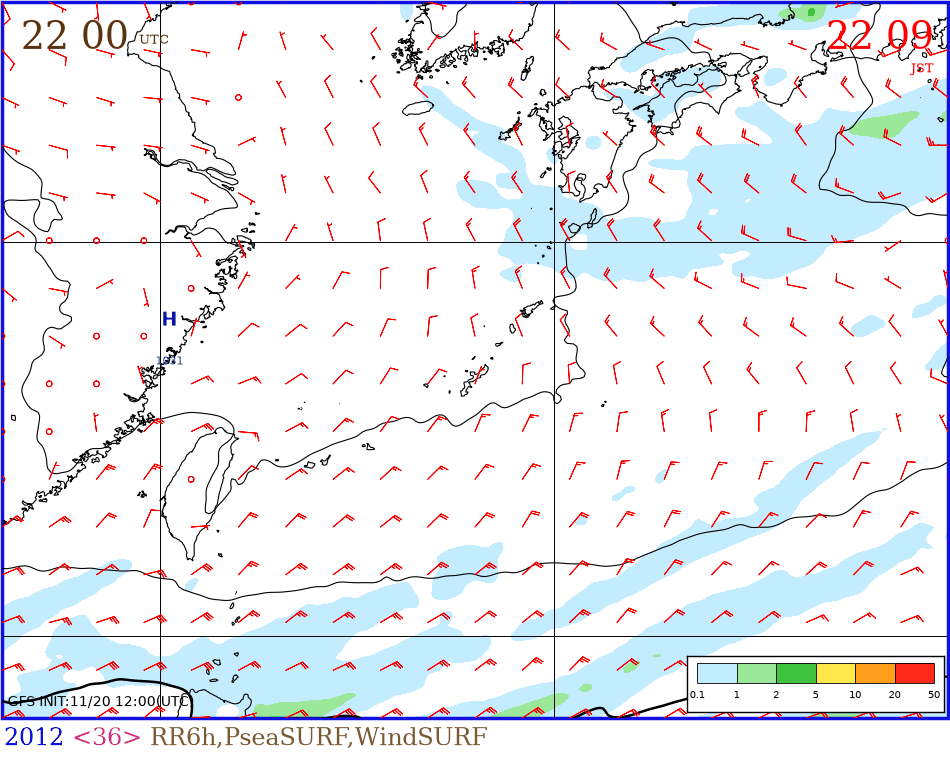 22 00 UTC
22 09
JST
H
1031
0.1 1 2 5 10 20 50
GFS INIT:11/20 12:00(UTC)
2012 <36> RR6h,PseaSURF,WindSURF